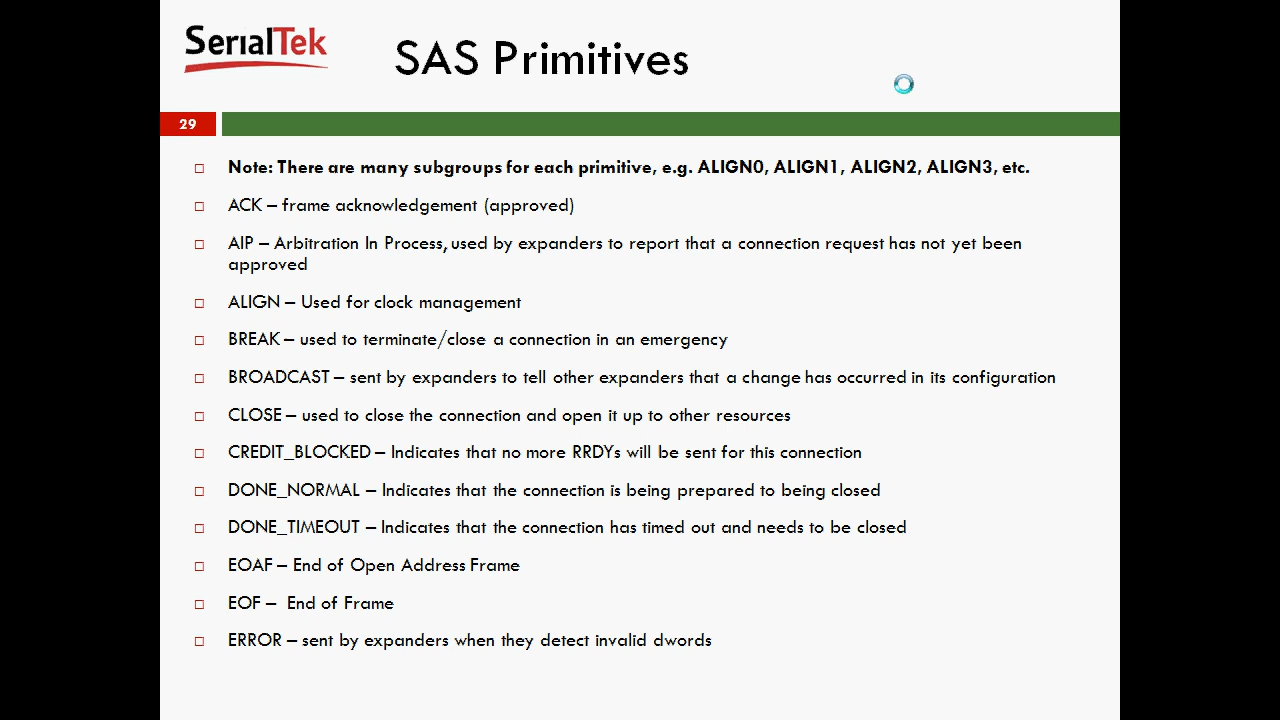 SerialTek
SAS Primitives
29
Note: There are many subgroups for each primitive, e.g. ALIGN0, ALIGN1, ALIGN2, ALIGN3, etc.
ACK – frame acknowledgement (approved)
AIP – Arbitration In Process, used by expanders to report that a connection request has not yet been
approved
ALIGN – Used for clock management
BREAK – used to terminate/close a connection in an emergency
BROADCAST – sent by expanders to tell other expanders that a change has occurred in its configuration
CLOSE – used to close the connection and open it up to other resources
CREDIT_BLOCKED – Indicates that no more RRDYs will be sent for this connection
DONE_NORMAL – Indicates that the connection is being prepared to being closed
DONE_TIMEOUT – Indicates that the connection has timed out and needs to be closed
EOAF – End of Open Address Frame
EOF – End of Frame
ERROR – sent by expanders when they detect invalid dwords